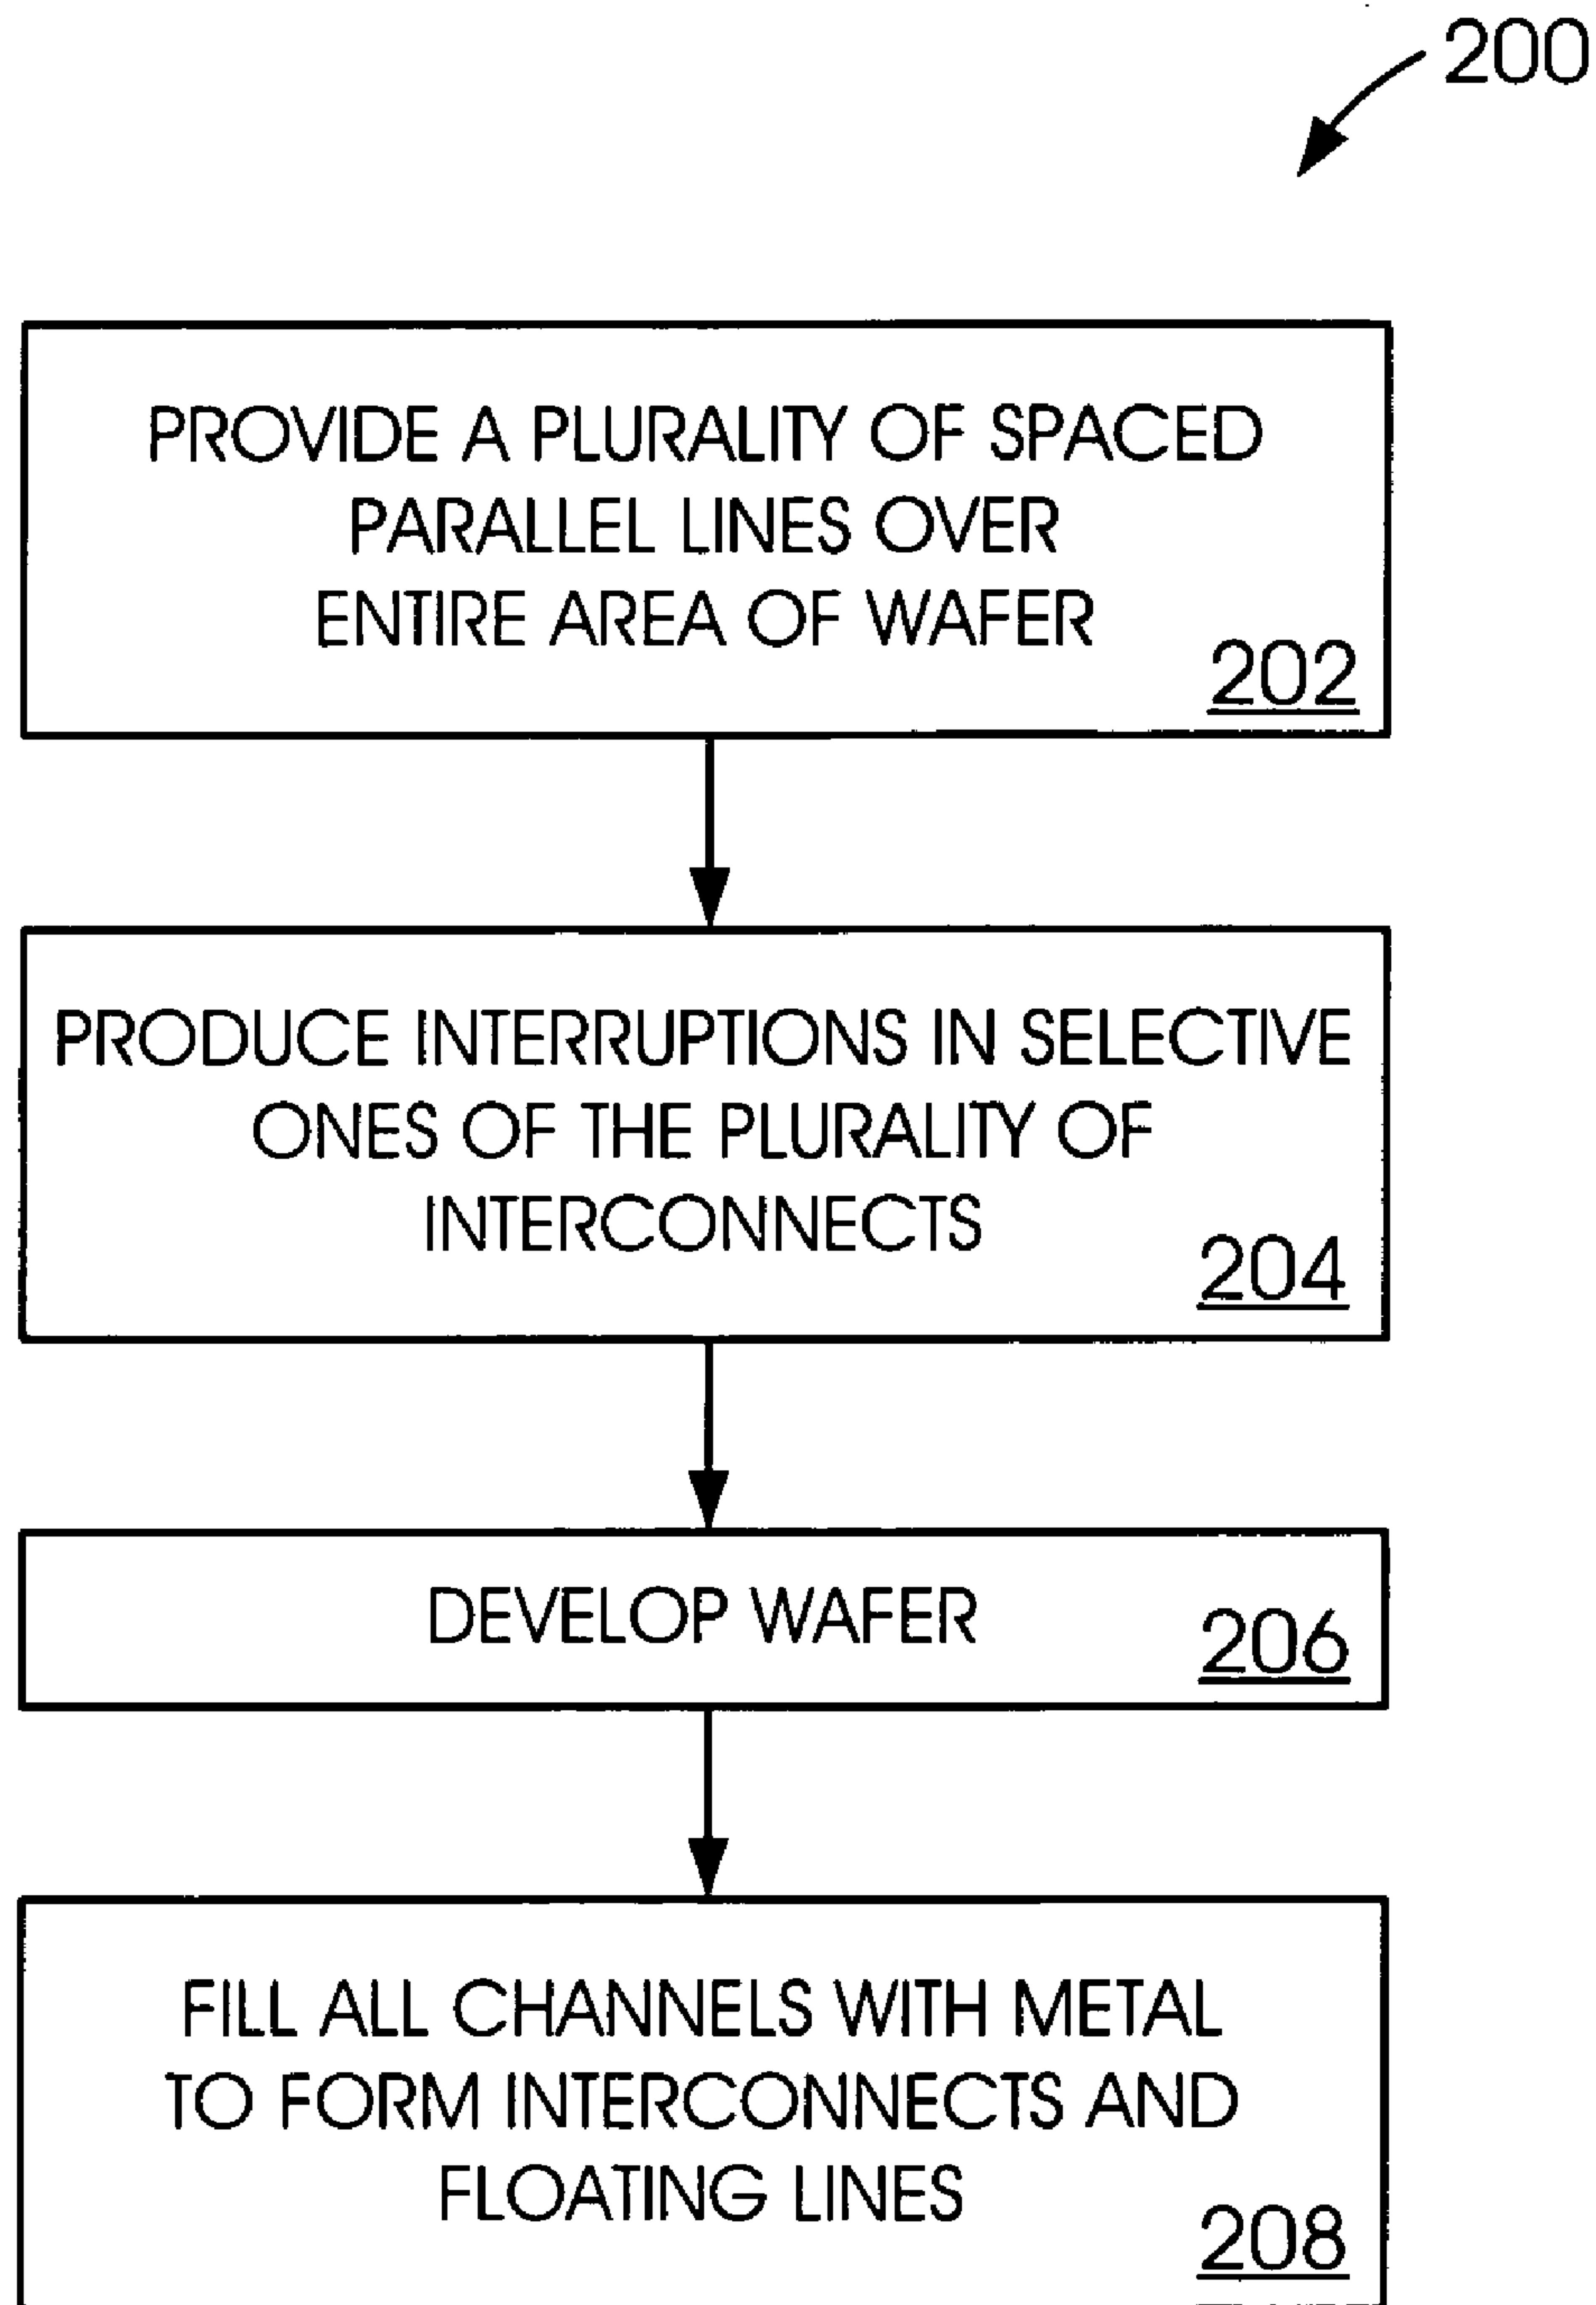 200
PROVIDE A PLURALITY OF SPACED
PARALLEL LINES OVER
ENTIRE AREA OF WAFER
202
PRODUCE INTERRUPTIONS IN SELECTIVE
ONES OF THE PLURALITY OF
INTERCONNECTS
204
DEVELOP WAFER
206
FILL ALL CHANNELS WITH METAL
TO FORM INTERCONNECTS AND
FLOATING LINES
208